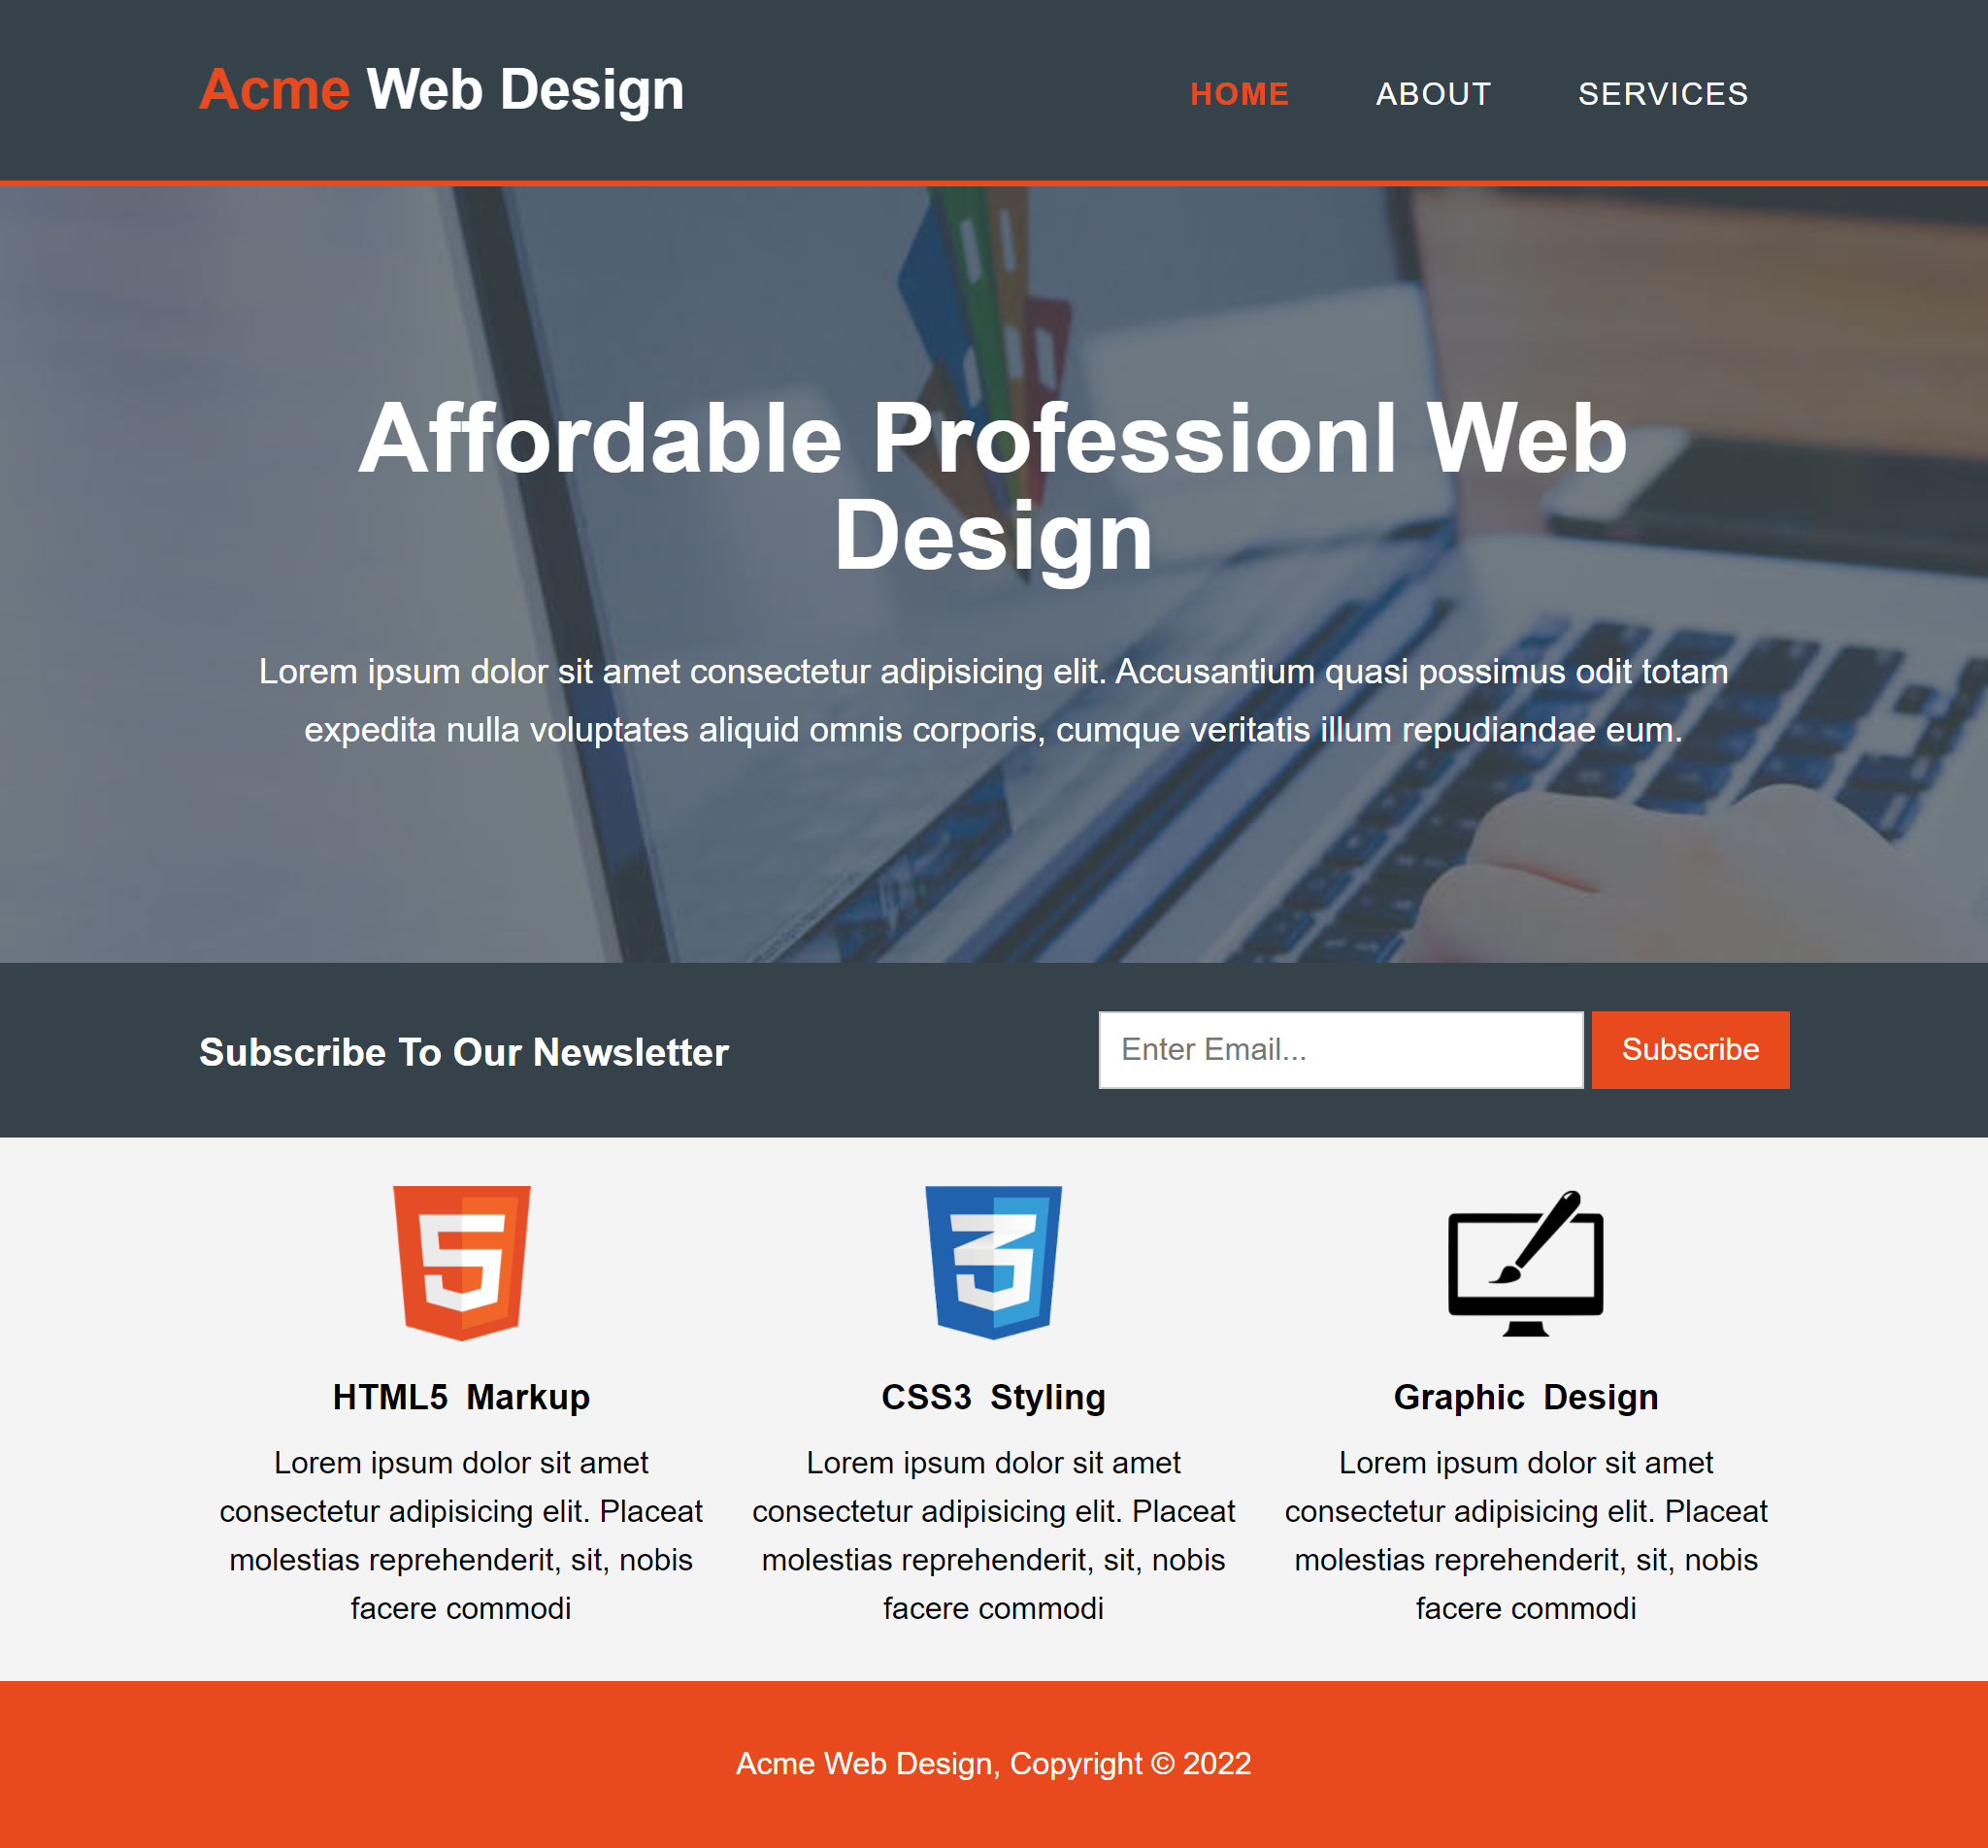 Acme Web Design
HOME ABOUT SERVICES
Affordable Professionl Web
Design
Lorem ipsum dolor sit amet consectetur adipisicing elit. Accusantium quasi possimus odit totam
expedita nulla voluptates aliquid omnis corporis, cumque veritatis illum repudiandae eum.
Subscribe To Our Newsletter
Enter Email...
Subscribe
HTML5 Markup
Lorem ipsum dolor sit amet
consectetur adipisicing elit. Placeat
molestias reprehenderit, sit, nobis
facere commodi
CSS3 Styling
Lorem ipsum dolor sit amet
consectetur adipisicing elit. Placeat
molestias reprehenderit, sit, nobis
facere commodi
Graphic Design
Lorem ipsum dolor sit amet
consectetur adipisicing elit. Placeat
molestias reprehenderit, sit, nobis
facere commodi
Acme Web Design, Copyright © 2022